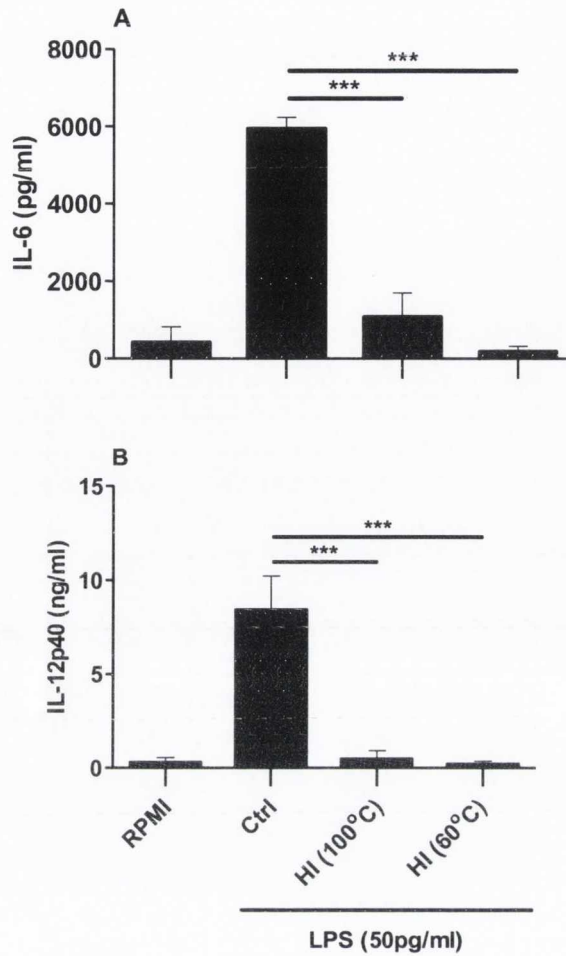 A
8000
6000
4000
2000
0
IL-6 (pg/ml)
***
***
B
15
10
5
0
IL-12p40 (ng/ml)
***
***
RPMI
Ctrl
HI (100°C)
HI (60°C)
LPS (50pg/ml)